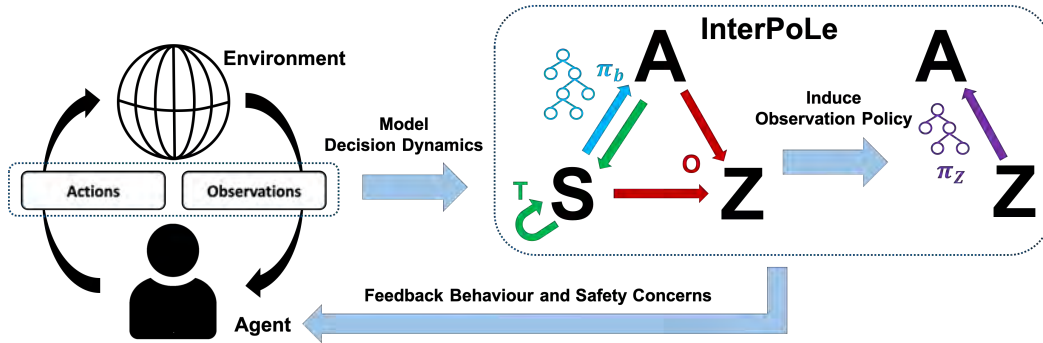 Environment
Actions
Observations
Agent
Model
Decision Dynamics
InterPoLe
π_b
A
T
S
O
Z
Induce
Observation Policy
A
π_Z
Z
Feedback Behaviour and Safety Concerns